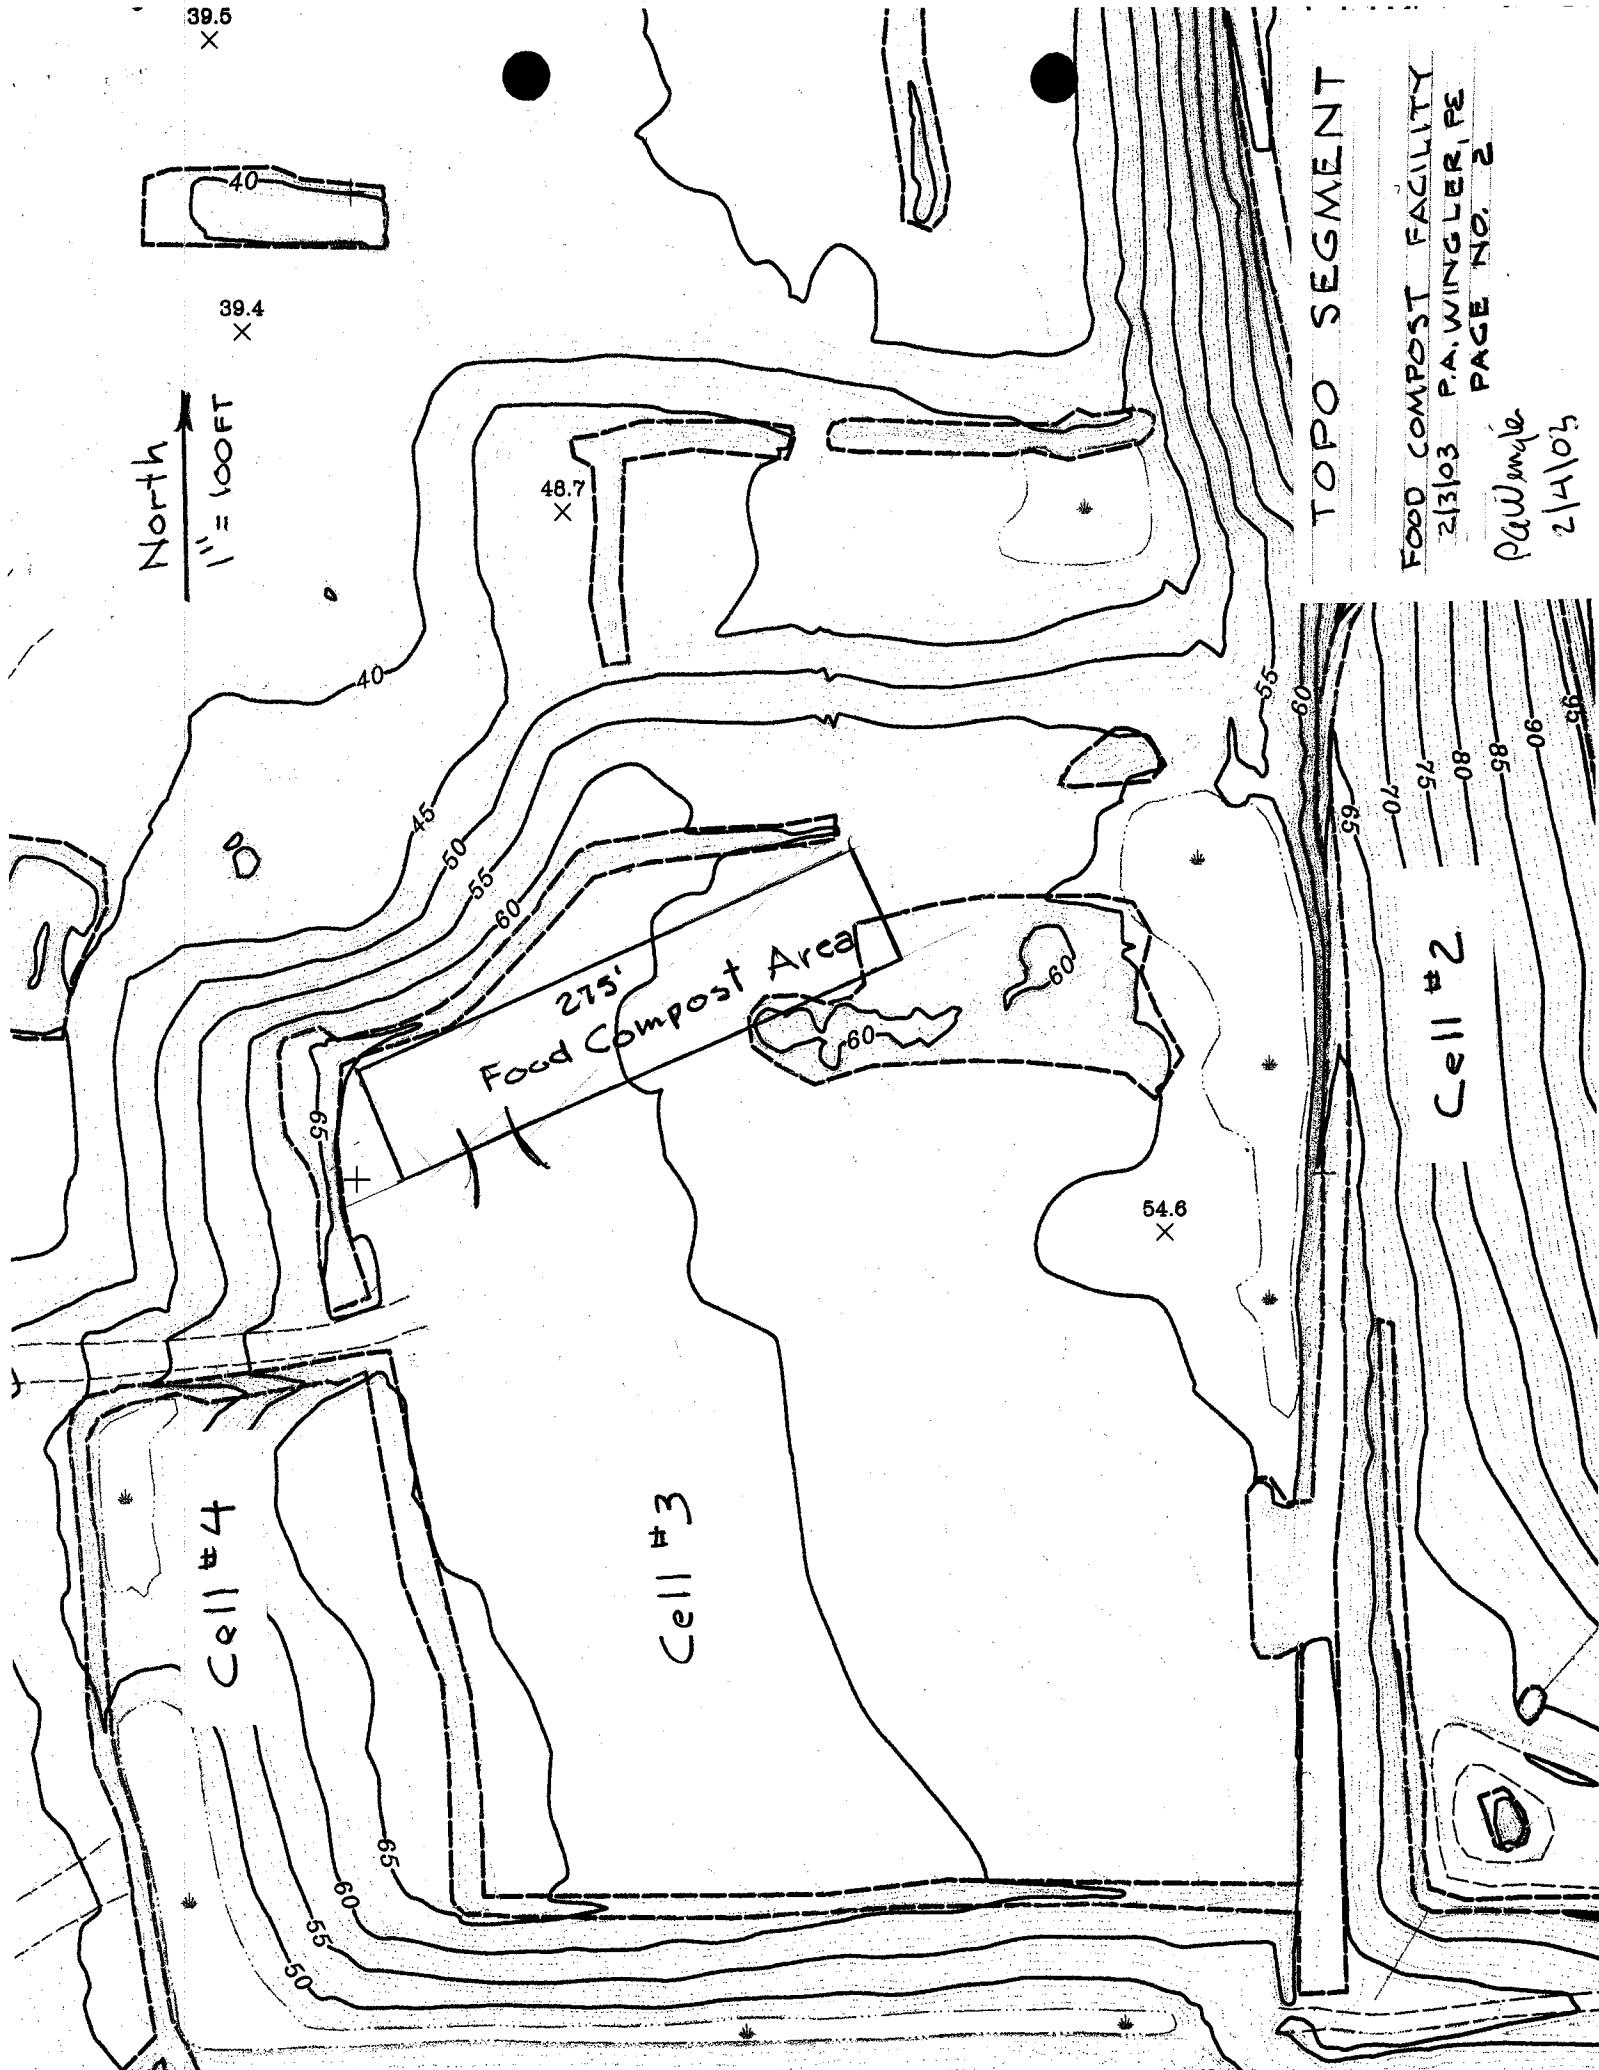 39.5
40
39.4
North
1" = 100FT
48.7
40
45
50
55
60
65
275'
Food Compost Area
60
60
54.6
55
60
65
70
75
80
85
90
95
TOPO SEGMENT
FOOD COMPOST FACILITY
2/3/03 P.A. WINGLER, PE
PAGE NO. 2
PAWingler
2/4/03
Cell #2
Cell #3
Cell #4
65
60
55
50